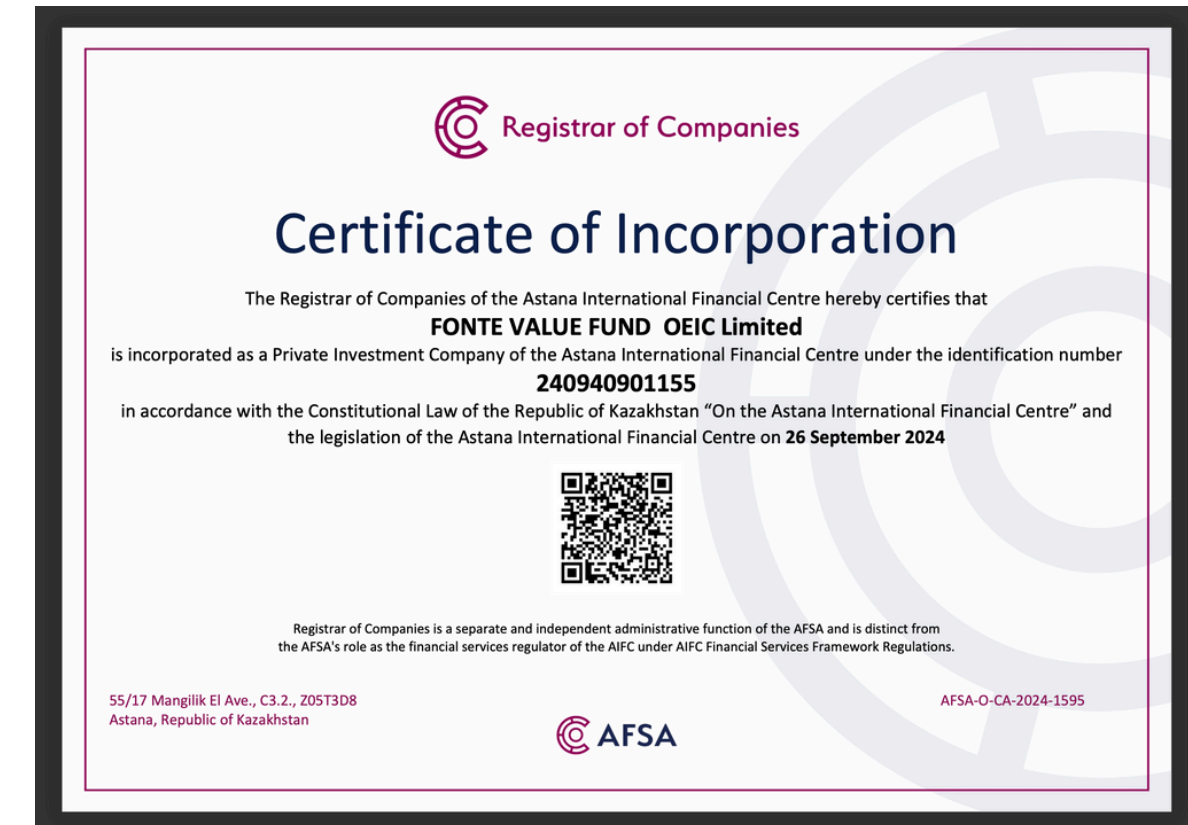 Registrar of Companies
Certificate of Incorporation
The Registrar of Companies of the Astana International Financial Centre hereby certifies that
FONTE VALUE FUND  OEIC Limited
is incorporated as a Private Investment Company of the Astana International Financial Centre under the identification number
240940901155
in accordance with the Constitutional Law of the Republic of Kazakhstan “On the Astana International Financial Centre” and
the legislation of the Astana International Financial Centre on 26 September 2024
Registrar of Companies is a separate and independent administrative function of the AFSA and is distinct from
the AFSA's role as the financial services regulator of the AIFC under AIFC Financial Services Framework Regulations.
55/17 Mangilik El Ave., C3.2., Z05T3D8
Astana, Republic of Kazakhstan
AFSA-O-CA-2024-1595
AFSA